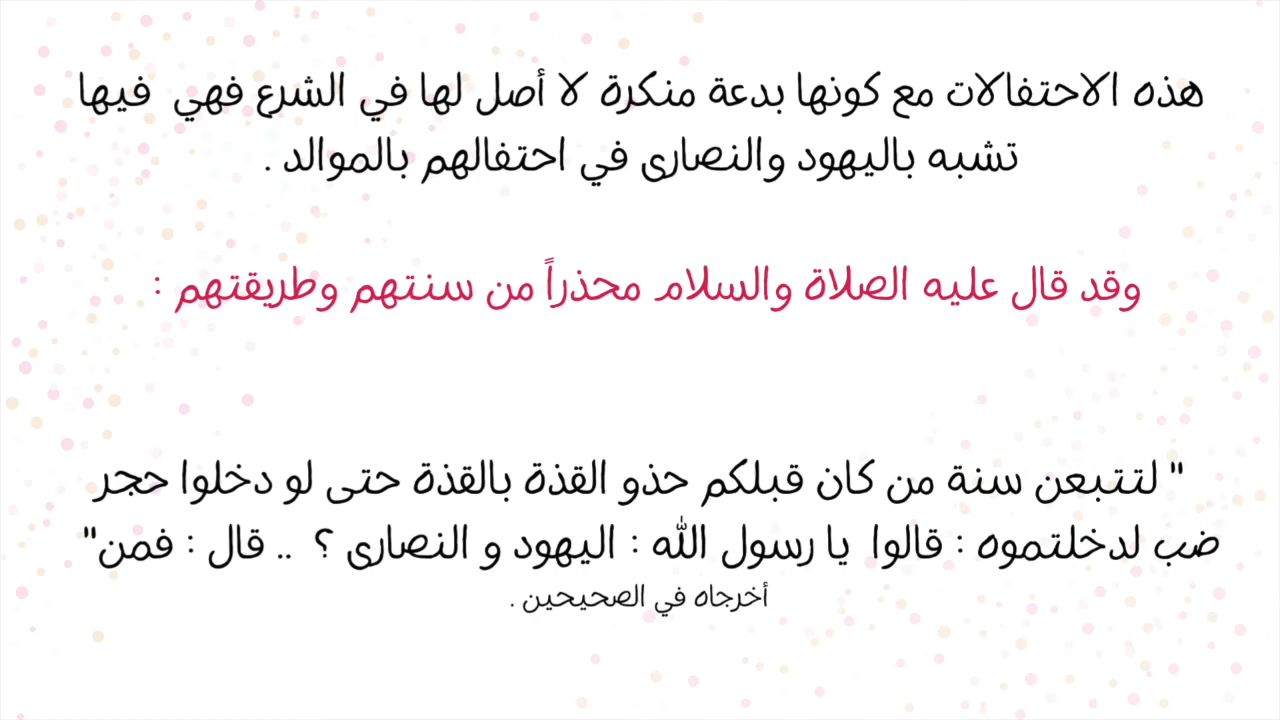 هذه الاحتفالات مع كونها بدعة منكرة لا أصل لها في الشرع فهي فيها
تشبه باليهود والنصارى في احتفالهم بالموالد .
وقد قال عليه الصلاة والسلام محذراً من سنتهم وطريقتهم :
" لتتبعن سنة من كان قبلكم حذو القذة بالقذة حتى لو دخلوا حجر
ضب لدخلتموه : قالوا يا رسول الله : اليهود و النصارى ؟ .. قال : فمن"
أخرجاه في الصحيحين .